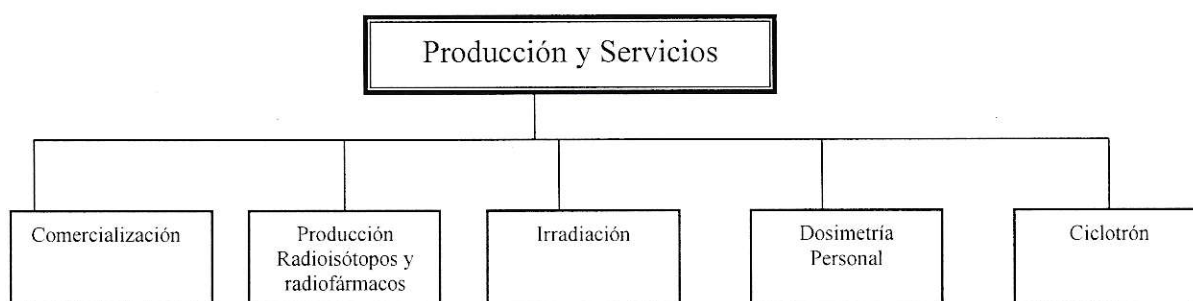 Producción y Servicios
Comercialización
Producción
Radioisótopos y
radiofármacos
Irradiación
Dosimetría
Personal
Ciclotrón